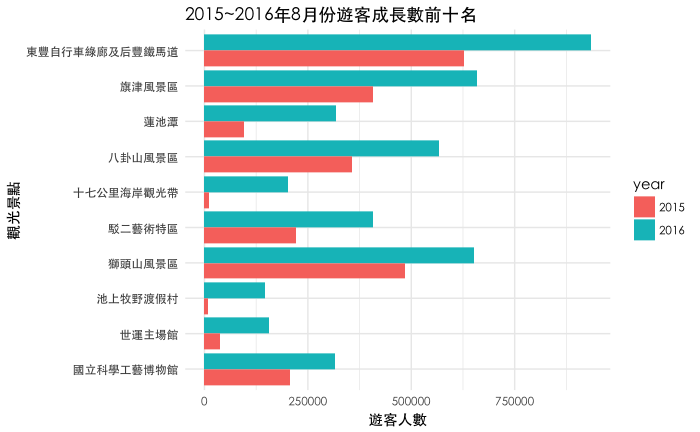 2015~2016年8月份遊客成長數前十名
觀光景點
東豐自行車綠廊及后豐鐵馬道
旗津風景區
蓮池潭
八卦山風景區
十七公里海岸觀光帶
駁二藝術特區
獅頭山風景區
池上牧野渡假村
世運主場館
國立科學工藝博物館
0 250000 500000 750000
遊客人數
year
2015
2016